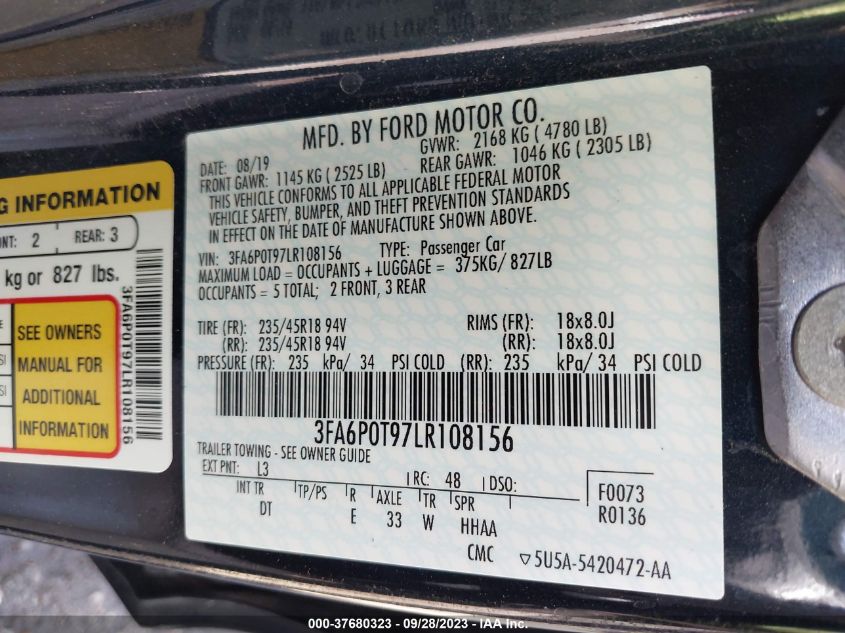 MFD. BY FORD MOTOR CO.
DATE: 08/19 GVWR: 2168 KG ( 4780 LB)
FRONT GAWR: 1145 KG ( 2525 LB) REAR GAWR: 1046 KG ( 2305 LB)
THIS VEHICLE CONFORMS TO ALL APPLICABLE FEDERAL MOTOR
VEHICLE SAFETY, BUMPER, AND THEFT PREVENTION STANDARDS
IN EFFECT ON THE DATE OF MANUFACTURE SHOWN ABOVE.
VIN: 3FA6P0T97LR108156 TYPE: Passenger Car
MAXIMUM LOAD = OCCUPANTS + LUGGAGE = 375KG/ 827LB
OCCUPANTS = 5 TOTAL; 2 FRONT, 3 REAR
TIRE (FR): 235/45R18 94V RIMS (FR): 18x8.0J
(RR): 235/45R18 94V (RR): 18x8.0J
PRESSURE (FR): 235 kPa/ 34 PSI COLD (RR): 235 kPa/ 34 PSI COLD
3FA6P0T97LR108156
TRAILER TOWING - SEE OWNER GUIDE
EXT PNT: L3 RC: 48 DSO:
INT TR TP/PS R AXLE TR SPR
DT E 33 W HHAA
F0073
R0136
CMC ▽5U5A-5420472-AA
INFORMATION
2 REAR: 3
kg or 827 lbs.
SEE OWNERS
MANUAL FOR
ADDITIONAL
INFORMATION
3FA6P0T97LR108156
000-37680323 - 09/28/2023 - IAA Inc.